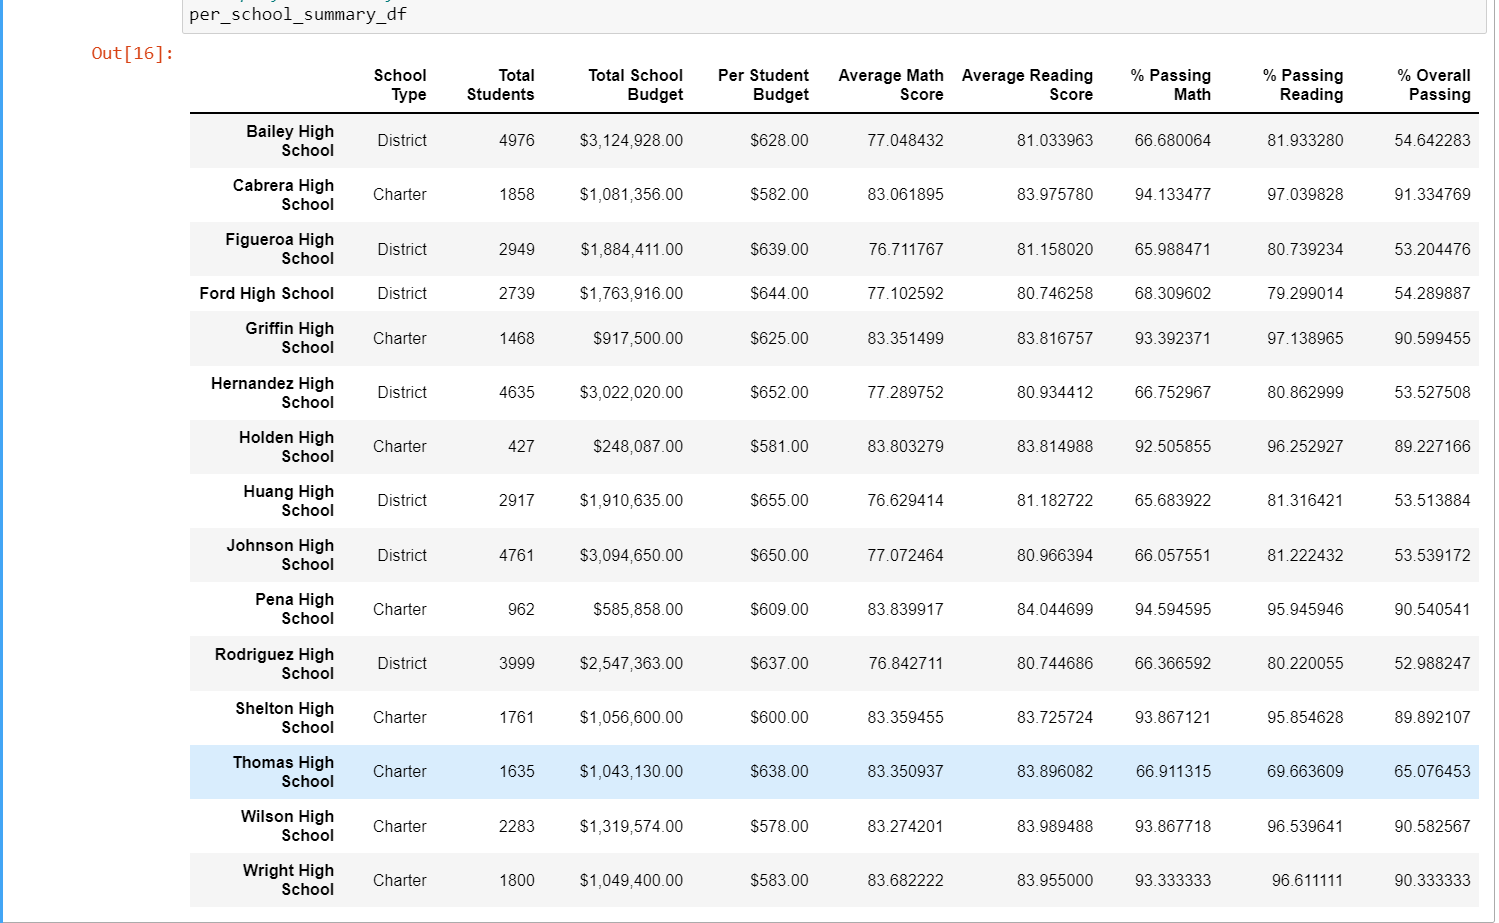 per_school_summary_df
Out[16]:
School Type Total Students Total School Budget Per Student Budget Average Math Score Average Reading Score % Passing Math % Passing Reading % Overall Passing
Bailey High School District 4976 $3,124,928.00 $628.00 77.048432 81.033963 66.680064 81.933280 54.642283
Cabrera High School Charter 1858 $1,081,356.00 $582.00 83.061895 83.975780 94.133477 97.039828 91.334769
Figueroa High School District 2949 $1,884,411.00 $639.00 76.711767 81.158020 65.988471 80.739234 53.204476
Ford High School District 2739 $1,763,916.00 $644.00 77.102592 80.746258 68.309602 79.299014 54.289887
Griffin High School Charter 1468 $917,500.00 $625.00 83.351499 83.816757 93.392371 97.138965 90.599455
Hernandez High School District 4635 $3,022,020.00 $652.00 77.289752 80.934412 66.752967 80.862999 53.527508
Holden High School Charter 427 $248,087.00 $581.00 83.803279 83.814988 92.505855 96.252927 89.227166
Huang High School District 2917 $1,910,635.00 $655.00 76.629414 81.182722 65.683922 81.316421 53.513884
Johnson High School District 4761 $3,094,650.00 $650.00 77.072464 80.966394 66.057551 81.222432 53.539172
Pena High School Charter 962 $585,858.00 $609.00 83.839917 84.044699 94.594595 95.945946 90.540541
Rodriguez High School District 3999 $2,547,363.00 $637.00 76.842711 80.744686 66.366592 80.220055 52.988247
Shelton High School Charter 1761 $1,056,600.00 $600.00 83.359455 83.725724 93.867121 95.854628 89.892107
Thomas High School Charter 1635 $1,043,130.00 $638.00 83.350937 83.896082 66.911315 69.663609 65.076453
Wilson High School Charter 2283 $1,319,574.00 $578.00 83.274201 83.989488 93.867718 96.539641 90.582567
Wright High School Charter 1800 $1,049,400.00 $583.00 83.682222 83.955000 93.333333 96.611111 90.333333